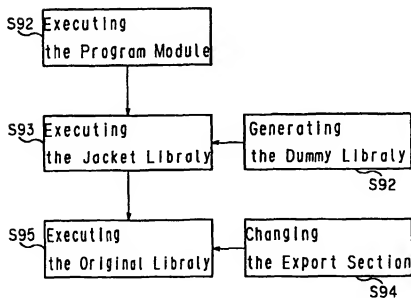 S92
Executing
the Program Module
S93
Executing
the Jacket Libraly
Generating
the Dummy Libraly
S92
S95
Executing
the Original Libraly
Changing
the Export Section
S94